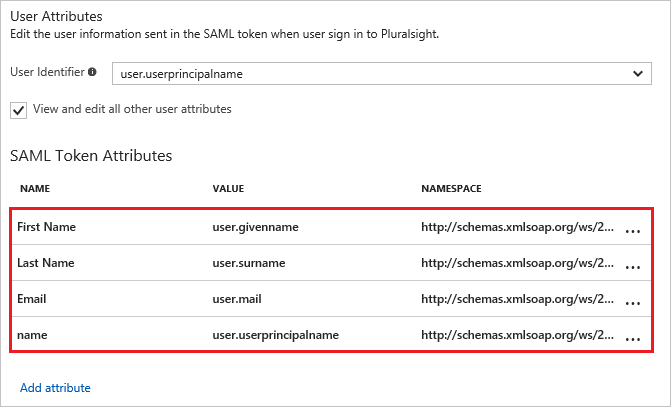 User Attributes
Edit the user information sent in the SAML token when user sign in to Pluralsight.
User Identifier
user.userprincipalname
View and edit all other user attributes
SAML Token Attributes
NAME VALUE NAMESPACE
First Name user.givenname http://schemas.xmlsoap.org/ws/2... ...
Last Name user.surname http://schemas.xmlsoap.org/ws/2... ...
Email user.mail http://schemas.xmlsoap.org/ws/2... ...
name user.userprincipalname http://schemas.xmlsoap.org/ws/2... ...
Add attribute